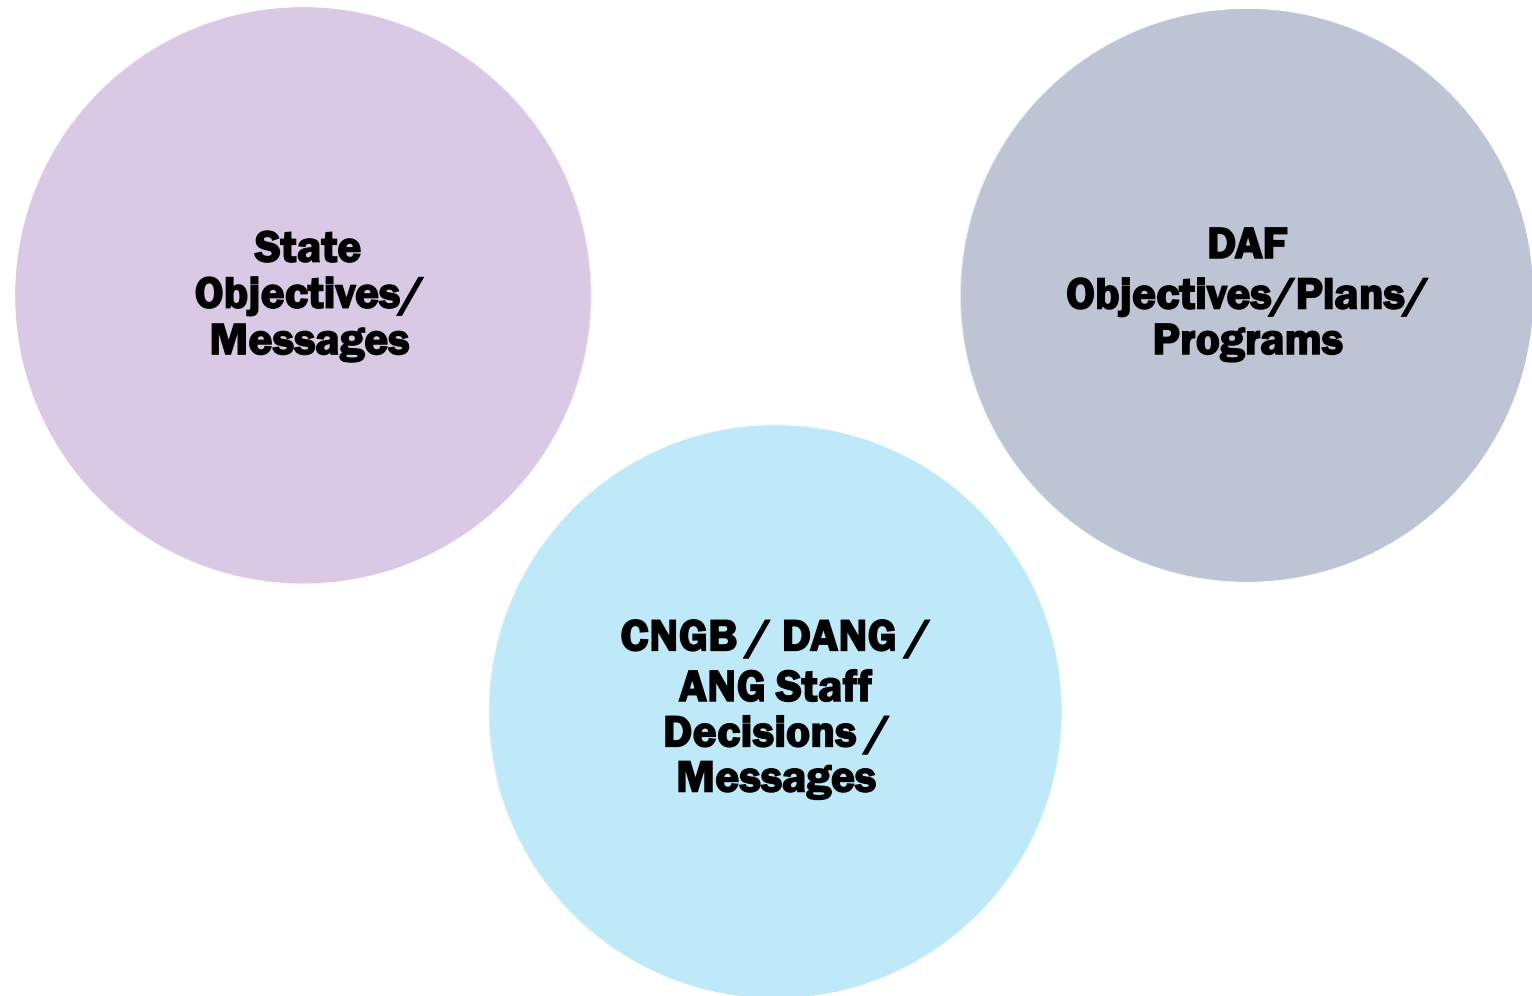 State
Objectives/
Messages
DAF
Objectives/Plans/
Programs
CNGB / DANG /
ANG Staff
Decisions /
Messages